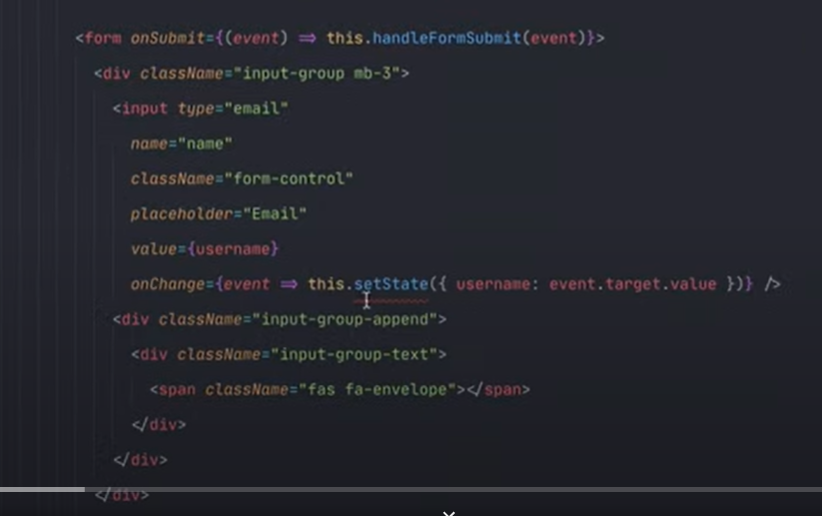 <form onSubmit={(event) => this.handleFormSubmit(event)}>
<div className="input-group mb-3">
<input type="email"
name="name"
className="form-control"
placeholder="Email"
value={username}
onChange={event => this.setState({ username: event.target.value })} />
<div className="input-group-append">
<div className="input-group-text">
<span className="fas fa-envelope"></span>
</div>
</div>
</div>